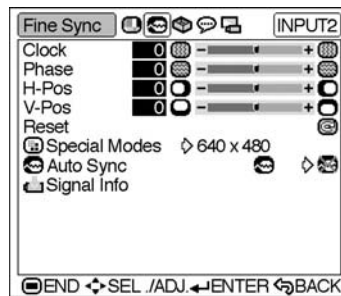 Fine Sync INPUT2
Clock 0 - +
Phase 0 - +
H-Pos 0 - +
V-Pos 0 - +
Reset
Special Modes 640 x 480
Auto Sync
Signal Info
END SEL ./ADJ. ENTER BACK